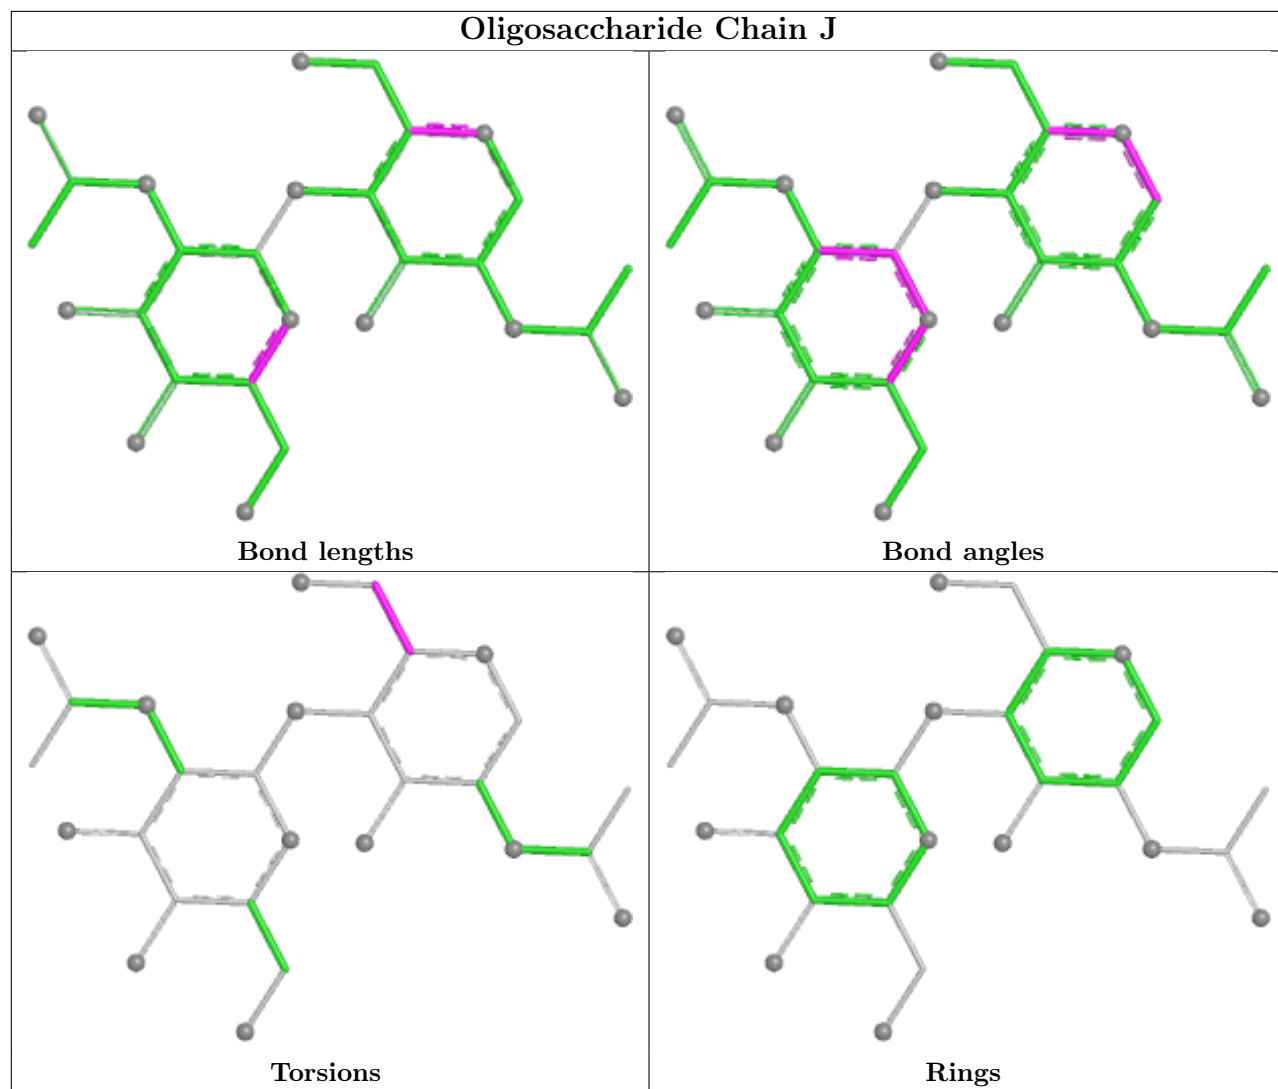 Oligosaccharide Chain J
Bond lengths
Bond angles
Torsions
Rings